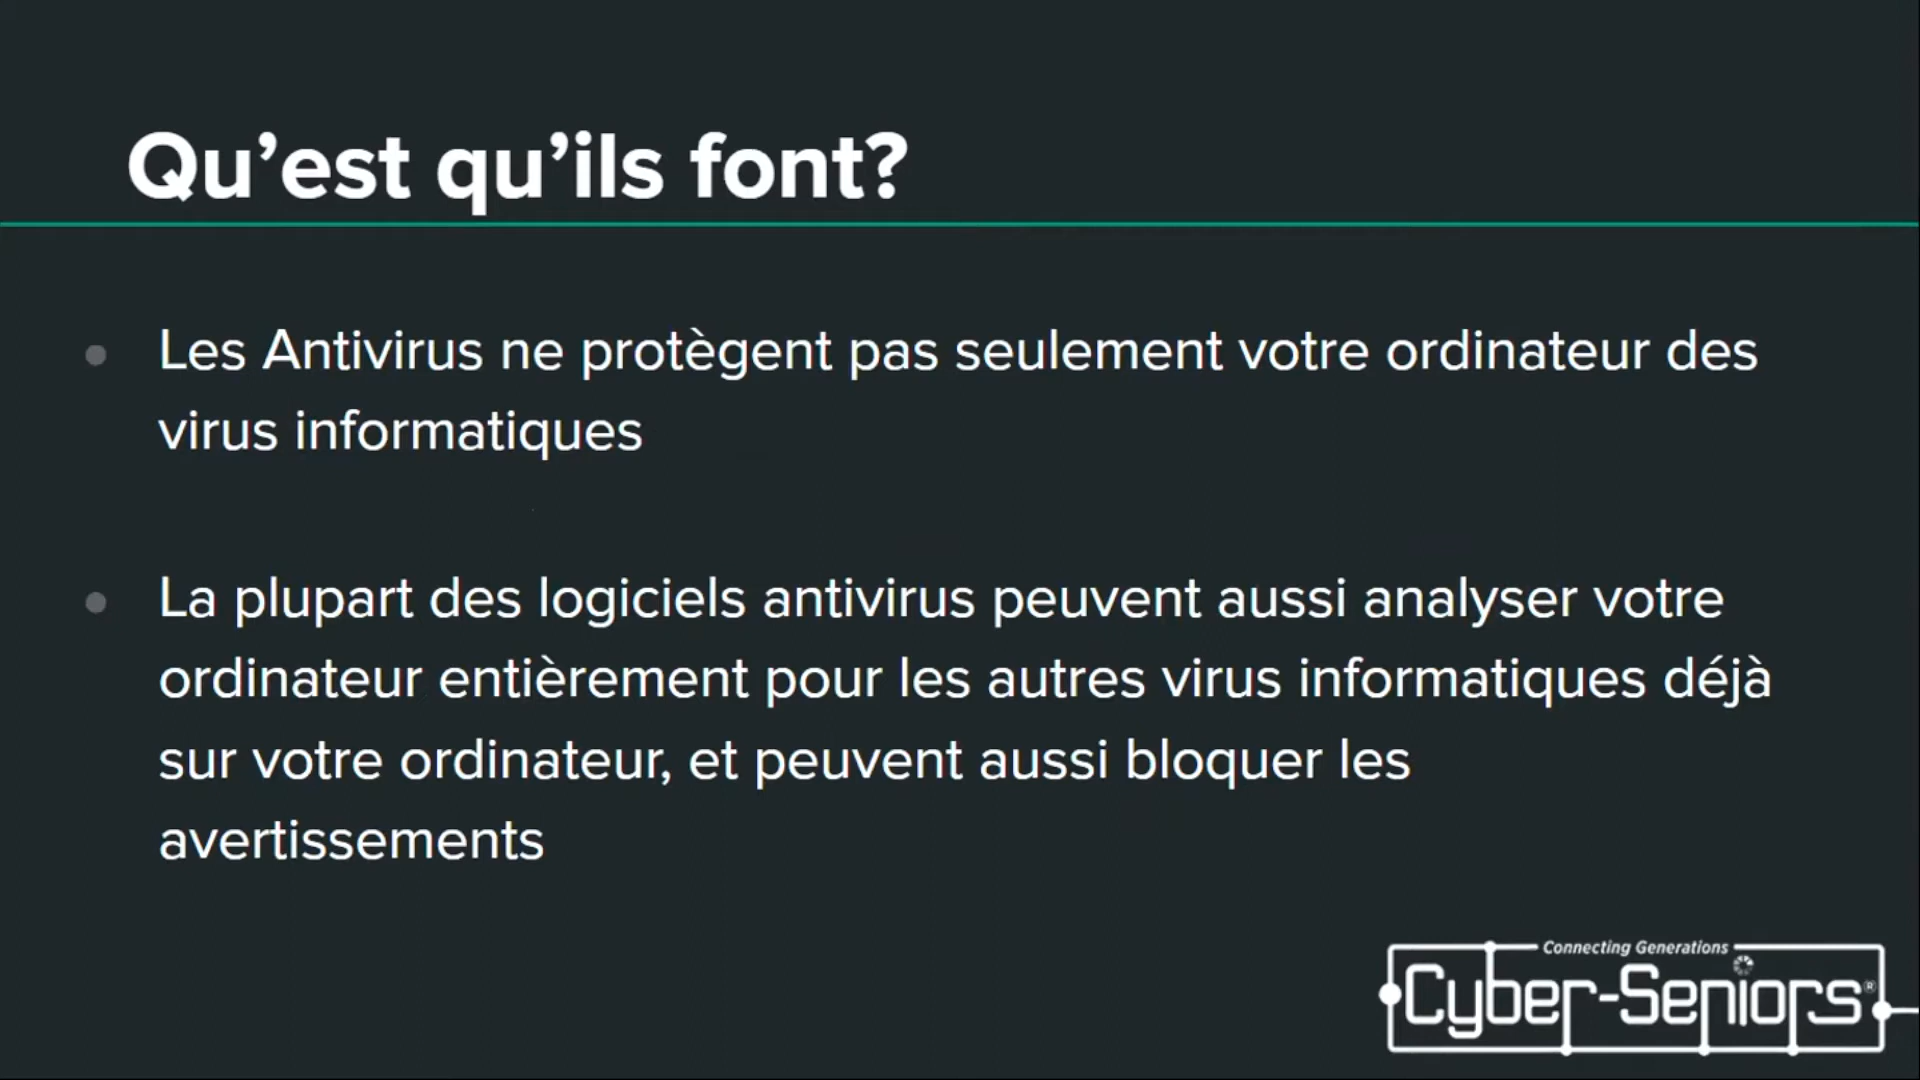 Qu’est qu’ils font?
Les Antivirus ne protègent pas seulement votre ordinateur des
virus informatiques
La plupart des logiciels antivirus peuvent aussi analyser votre
ordinateur entièrement pour les autres virus informatiques déjà
sur votre ordinateur, et peuvent aussi bloquer les
avertissements
Connecting Generations
Cyber-Seniors®